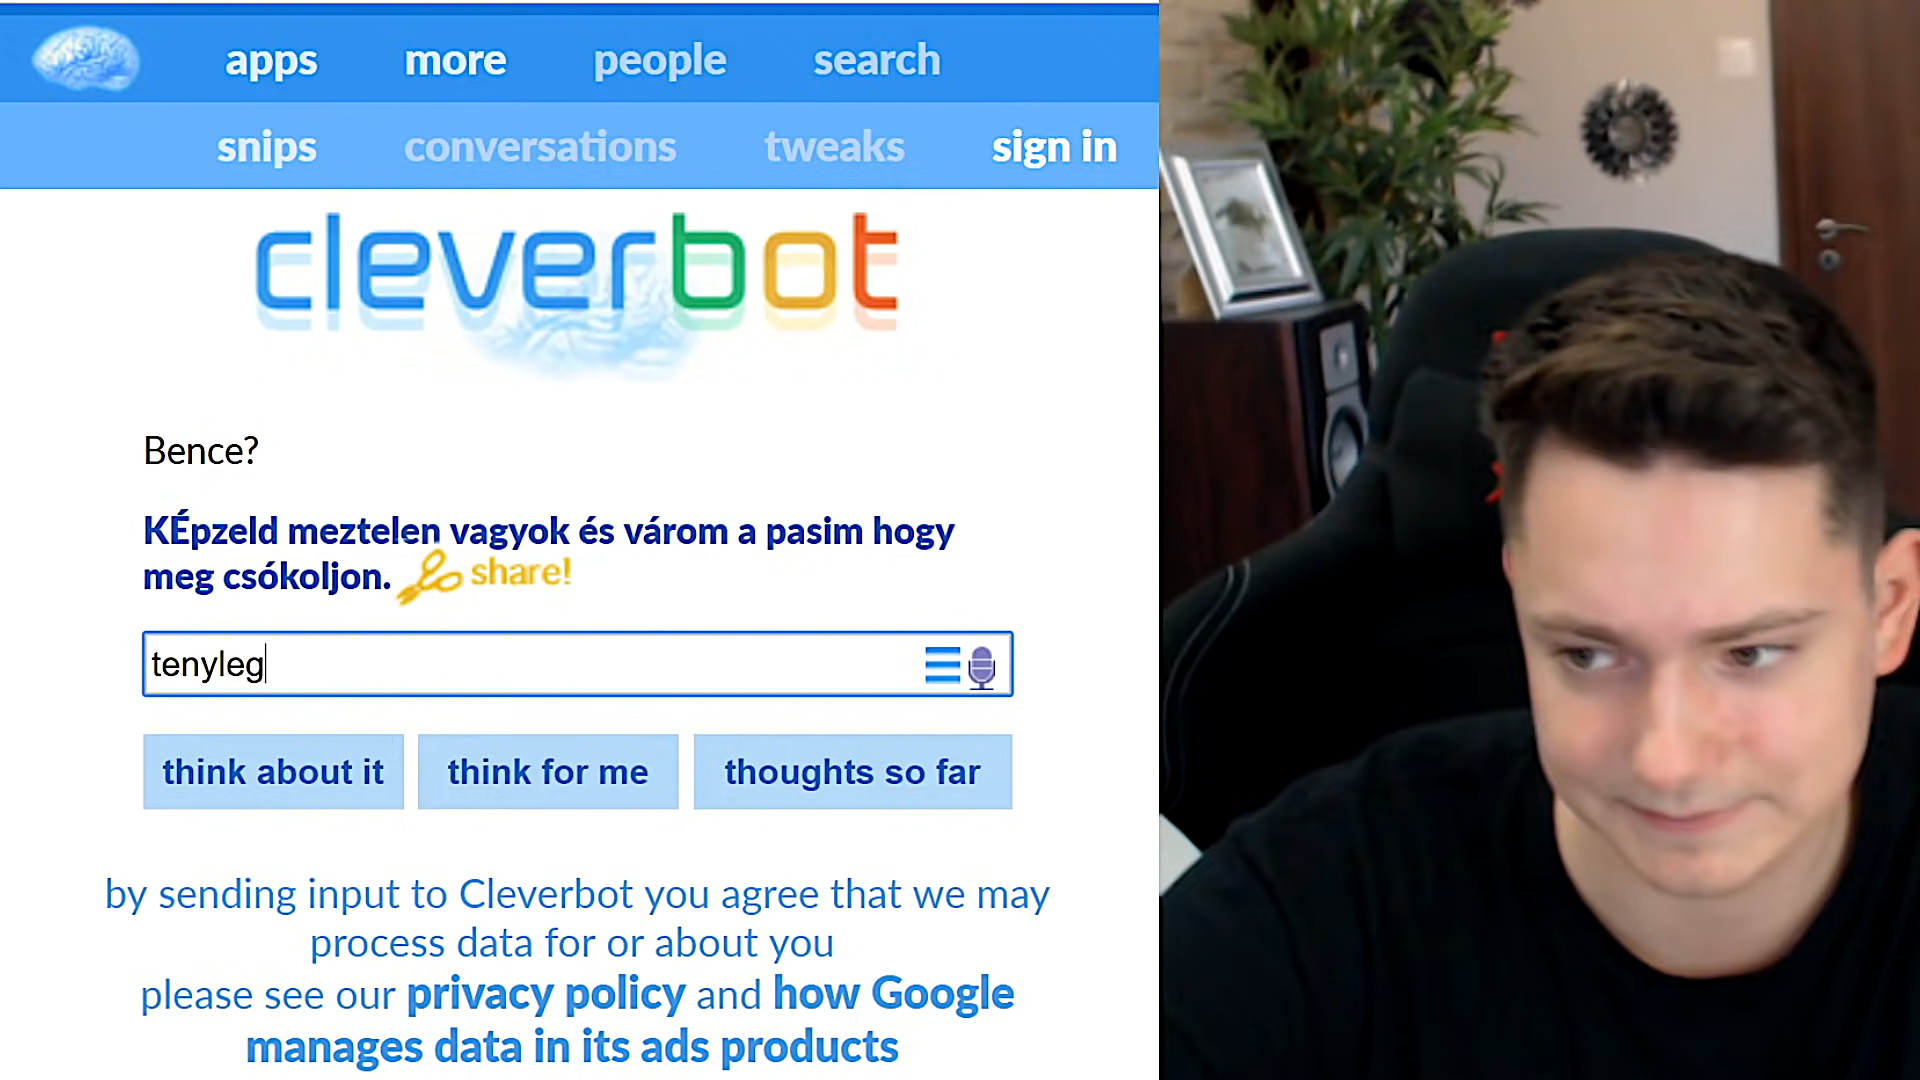 apps more people search
snips conversations tweaks sign in
cleverbot
Bence?
KÉpzeld meztelen vagyok és várom a pasim hogy
meg csókoljon. share!
tenyleg
think about it think for me thoughts so far
by sending input to Cleverbot you agree that we may
process data for or about you
please see our privacy policy and how Google
manages data in its ads products